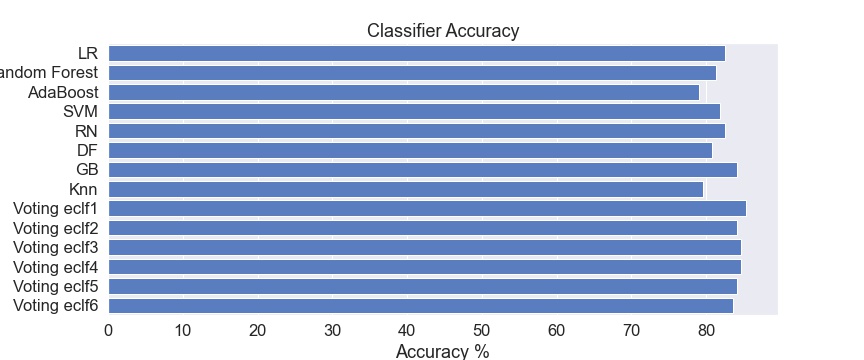 Classifier Accuracy
LR
andom Forest
AdaBoost
SVM
RN
DF
GB
Knn
Voting eclf1
Voting eclf2
Voting eclf3
Voting eclf4
Voting eclf5
Voting eclf6
0 10 20 30 40 50 60 70 80
Accuracy %